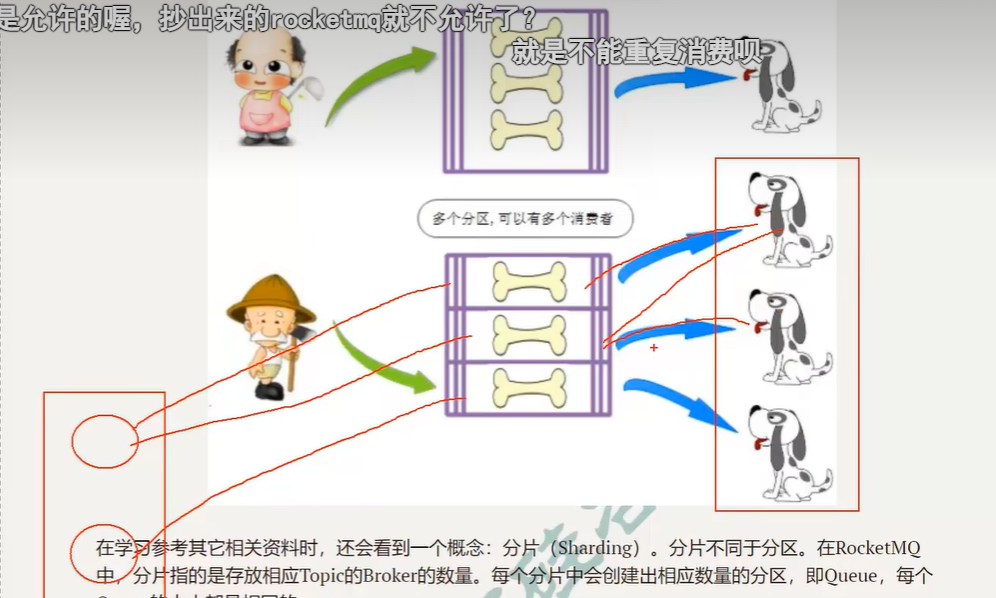 是允许的喔，抄出来的rocketmq就不允许了？
就是不能重复消费呗
多个分区，可以有多个消费者
在学习参考其它相关资料时，还会看到一个概念：分片（Sharding）。分片不同于分区。在RocketMQ
中，分片指的是存放相应Topic的Broker的数量。每个分片中会创建出相应数量的分区，即Queue，每个